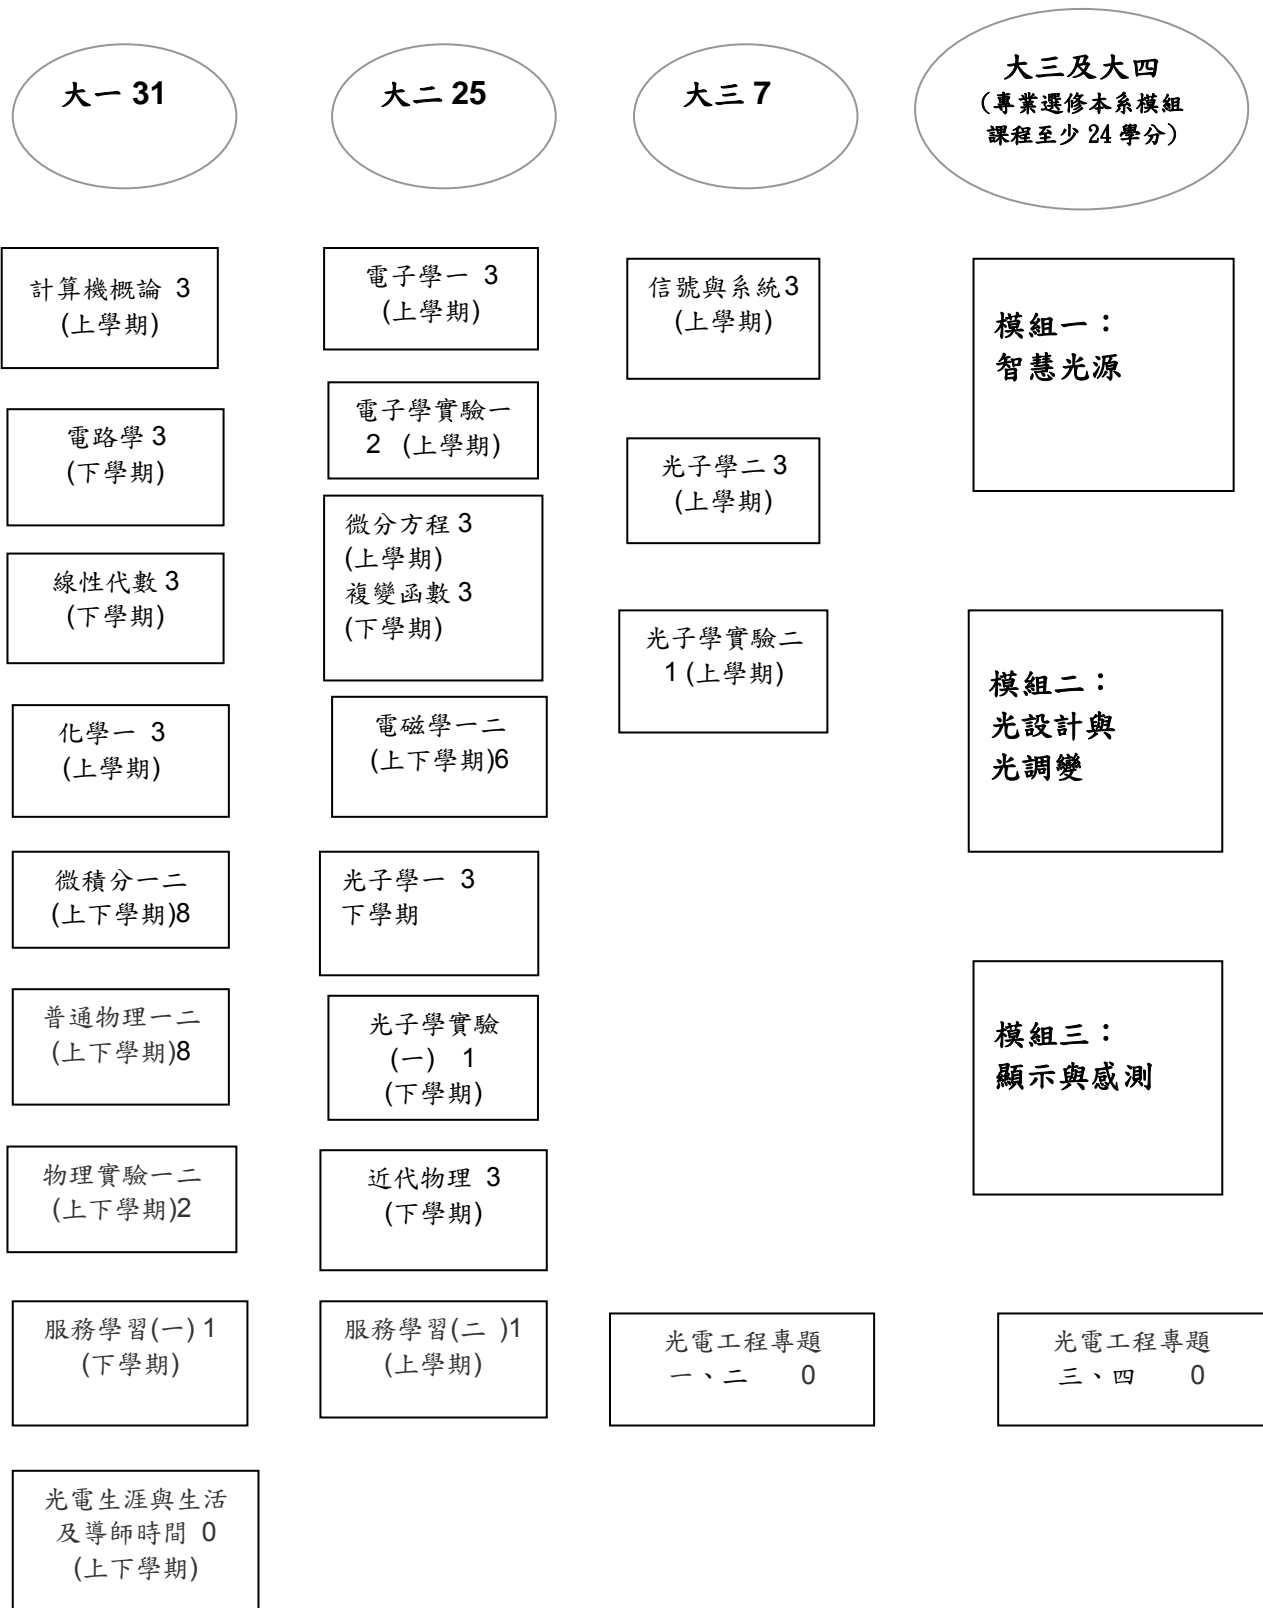 大一 31
大二 25
大三 7
大三及大四
(專業選修本系模組
課程至少 24 學分)
計算機概論 3
(上學期)
電路學 3
(下學期)
線性代數 3
(下學期)
化學一 3
(上學期)
微積分一二
(上下學期)8
普通物理一二
(上下學期)8
物理實驗一二
(上下學期)2
服務學習(一) 1
(下學期)
光電生涯與生活
及導師時間 0
(上下學期)
電子學一 3
(上學期)
電子學實驗一
2 (上學期)
微分方程 3
(上學期)
複變函數 3
(下學期)
電磁學一二
(上下學期)6
光子學一 3
下學期
光子學實驗
(一) 1
(下學期)
近代物理 3
(下學期)
服務學習(二 )1
(上學期)
信號與系統 3
(上學期)
光子學二 3
(上學期)
光子學實驗二
1 (上學期)
光電工程專題
一、二 0
模組一：
智慧光源
模組二：
光設計與
光調變
模組三：
顯示與感測
光電工程專題
三、四 0